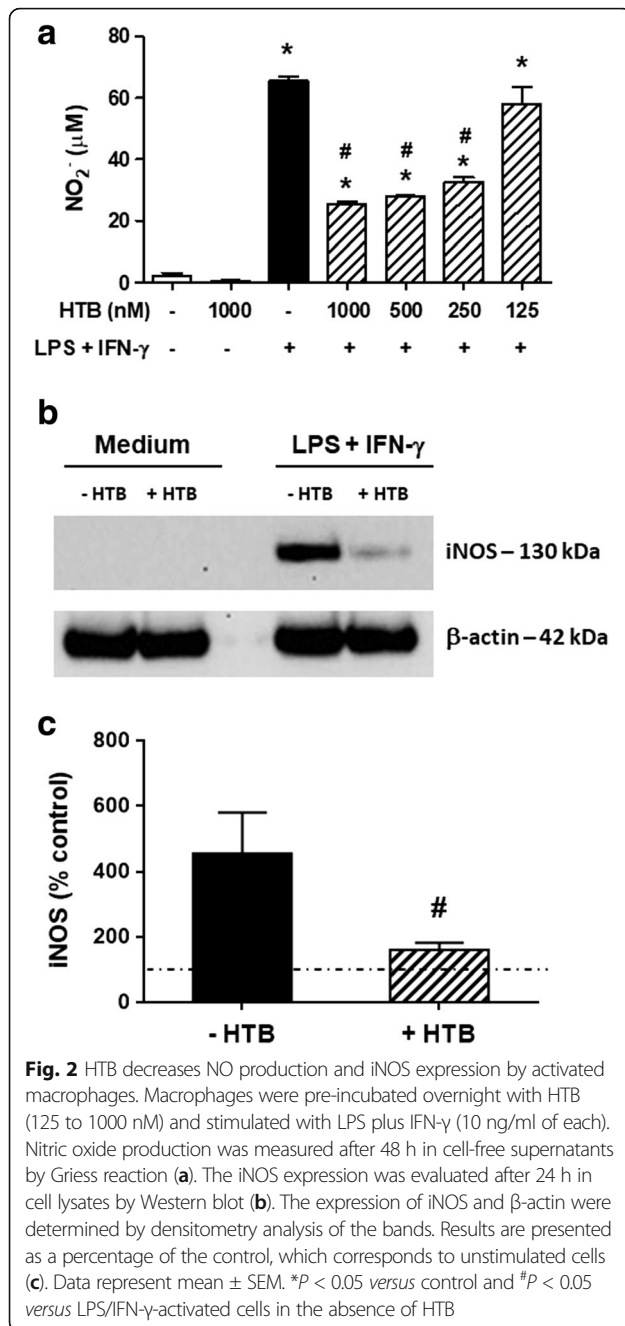 a
NO₂⁻ (μM)
80
60
40
20
0
*
# * # * # *
*
HTB (nM) - 1000 - 1000 500 250 125
LPS + IFN-γ - - + + + + +
b
Medium LPS + IFN-γ
- HTB + HTB - HTB + HTB
iNOS – 130 kDa
β-actin – 42 kDa
c
iNOS (% control)
800
600
400
200
0
#
- HTB + HTB
Fig. 2 HTB decreases NO production and iNOS expression by activated
macrophages. Macrophages were pre-incubated overnight with HTB
(125 to 1000 nM) and stimulated with LPS plus IFN-γ (10 ng/ml of each).
Nitric oxide production was measured after 48 h in cell-free supernatants
by Griess reaction (a). The iNOS expression was evaluated after 24 h in
cell lysates by Western blot (b). The expression of iNOS and β-actin were
determined by densitometry analysis of the bands. Results are presented
as a percentage of the control, which corresponds to unstimulated cells
(c). Data represent mean ± SEM. *P < 0.05 versus control and #P < 0.05
versus LPS/IFN-γ-activated cells in the absence of HTB